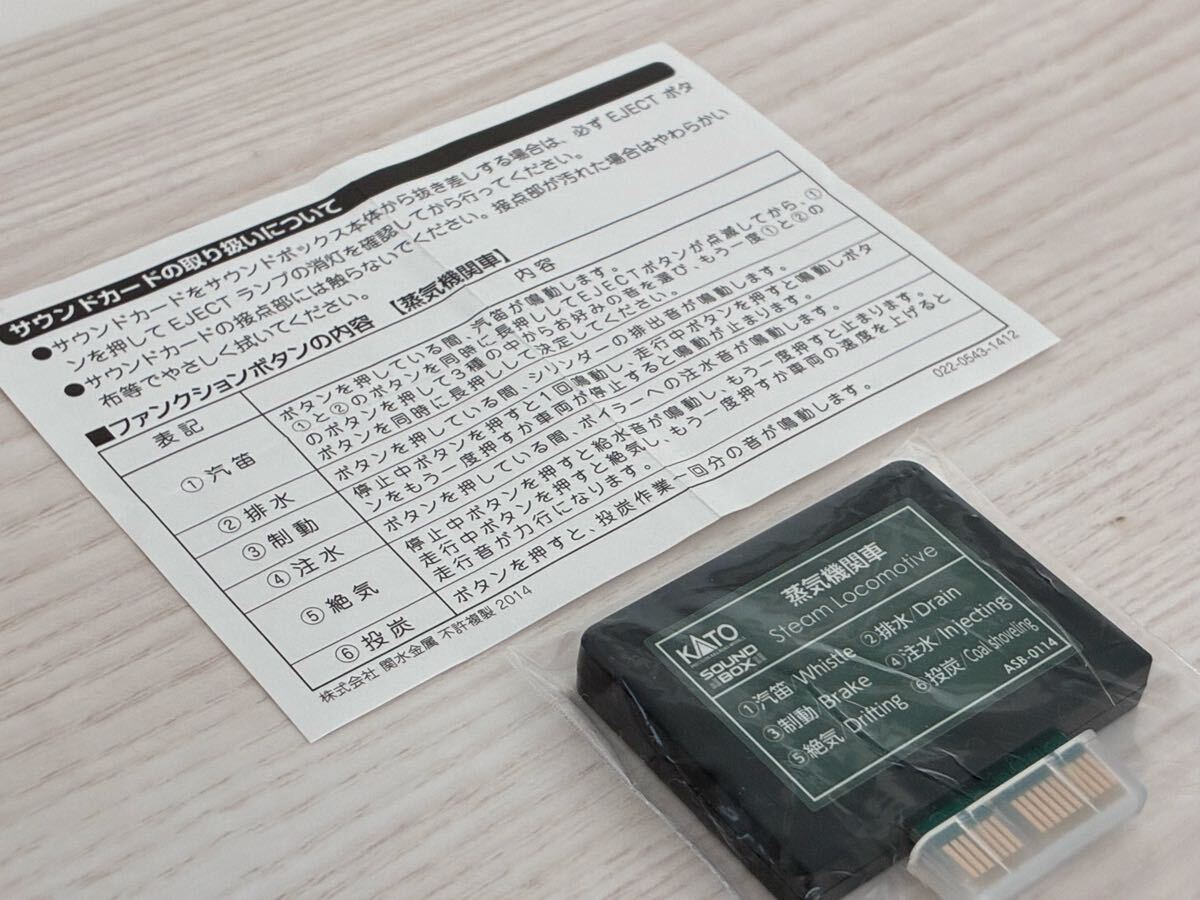 サウンドカードの取り扱いについて
●サウンドカードをサウンドボックス本体から抜き差しする場合は、必ず EJECT ボタ
ンを押して EJECT ランプの消灯を確認してから行ってください。
●サウンドカードの接点部には触らないでください。接点部が汚れた場合はやわらかい
布等でやさしく拭いてください。
■ファンクションボタンの内容 【蒸気機関車】
表記 内容
①汽笛
ボタンを押している間、汽笛が鳴動します。
①と②のボタンを同時に長押ししてEJECTボタンが点滅してから、①
のボタンを押して3種の中からお好みの音を選び、もう一度①と②の
ボタンを同時に長押しして決定してください。
②排水 ボタンを押している間、シリンダーの排出音が鳴動します。
③制動
停止中ボタンを押すと1回鳴動し、走行中ボタンを押すと鳴動しボタ
ンをもう一度押すか車両が停止すると鳴動が止まります。
④注水 ボタンを押している間、ボイラーへの注水音が鳴動します。
⑤絶気
停止中ボタンを押すと給水音が鳴動し、もう一度押すと止まります。
走行中ボタンを押すと絶気し、もう一度押すか車両の速度を上げると
走行音が力行になります。
⑥投炭 ボタンを押すと、投炭作業一回分の音が鳴動します。
株式会社 関水金属 不許複製 2014
022-0543-1412
KATO
SOUND
BOX
蒸気機関車
Steam Locomotive
①汽笛/Whistle ②排水/Drain
③制動/Brake ④注水/Injecting
⑤絶気/Drifting ⑥投炭/Coal shoveling
ASB-0114